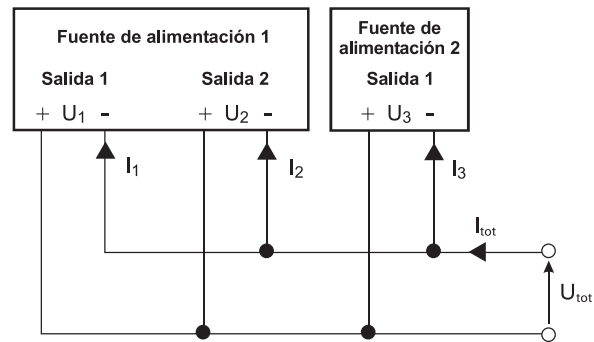 Fuente de alimentación 1
Salida 1 Salida 2
+ U1 - + U2 -
Fuente de
alimentación 2
Salida 1
+ U3 -
I1 I2 I3
Itot
Utot